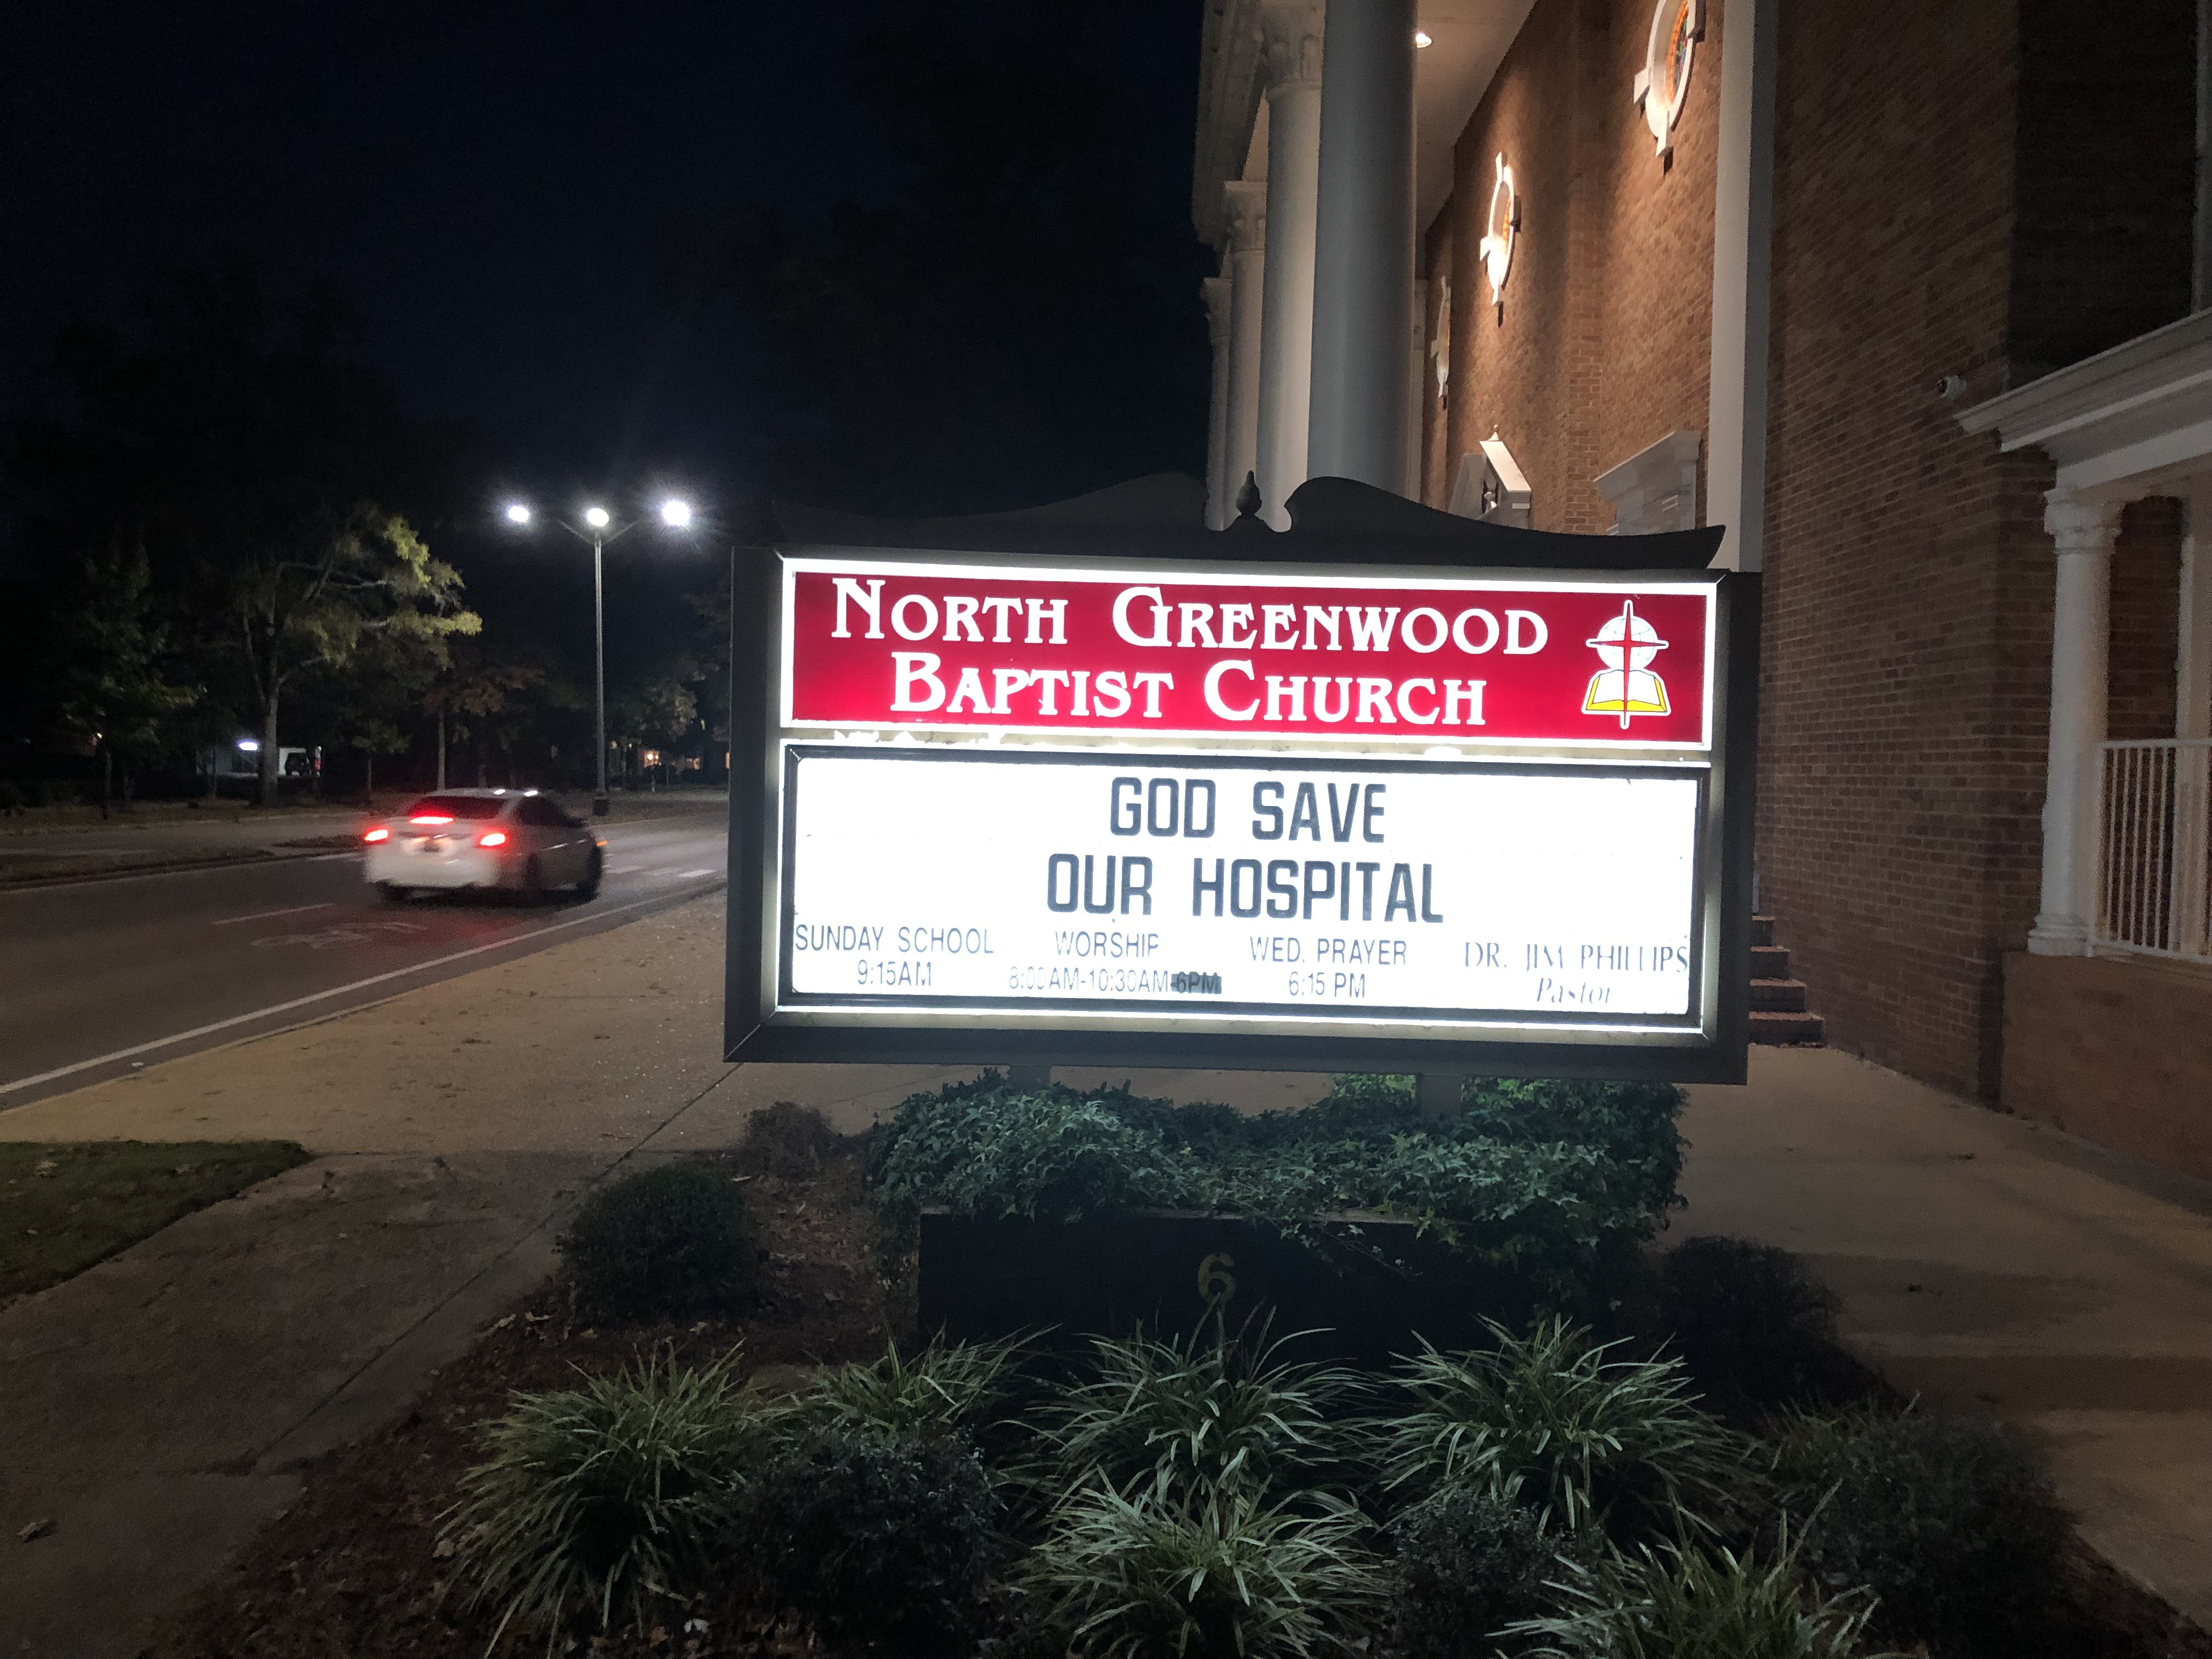 NORTH GREENWOOD
BAPTIST CHURCH
GOD SAVE
OUR HOSPITAL
SUNDAY SCHOOL
9:15AM
WORSHIP
8:00AM-10:30AM-6PM
WED. PRAYER
6:15 PM
DR. JIM PHILLIPS
Pastor
6